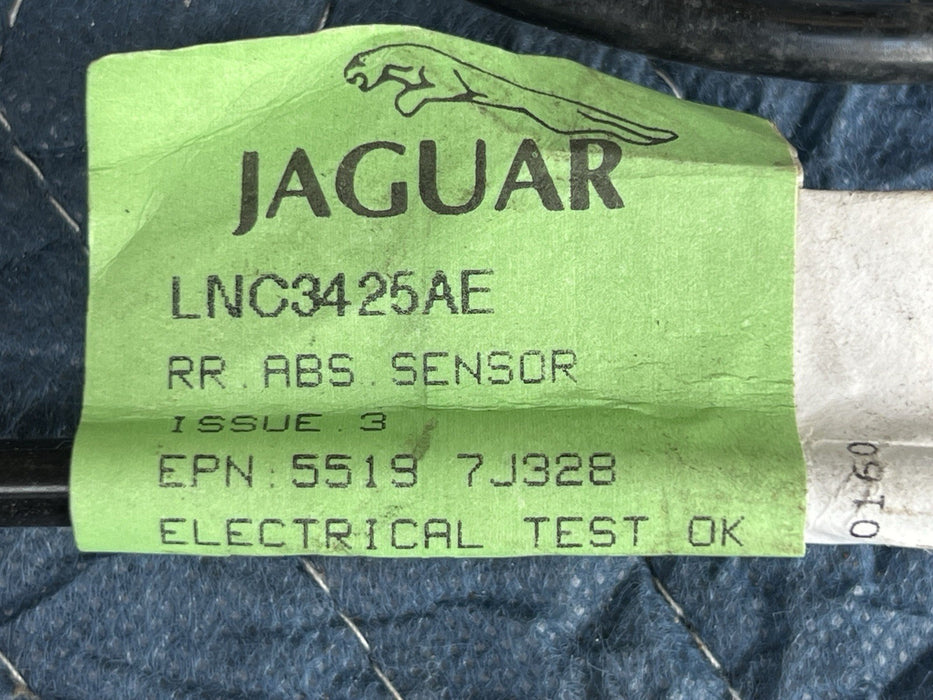 JAGUAR
LNC3425AE
RR.ABS.SENSOR
ISSUE.3
EPN:5519 7J328
ELECTRICAL TEST OK
0160